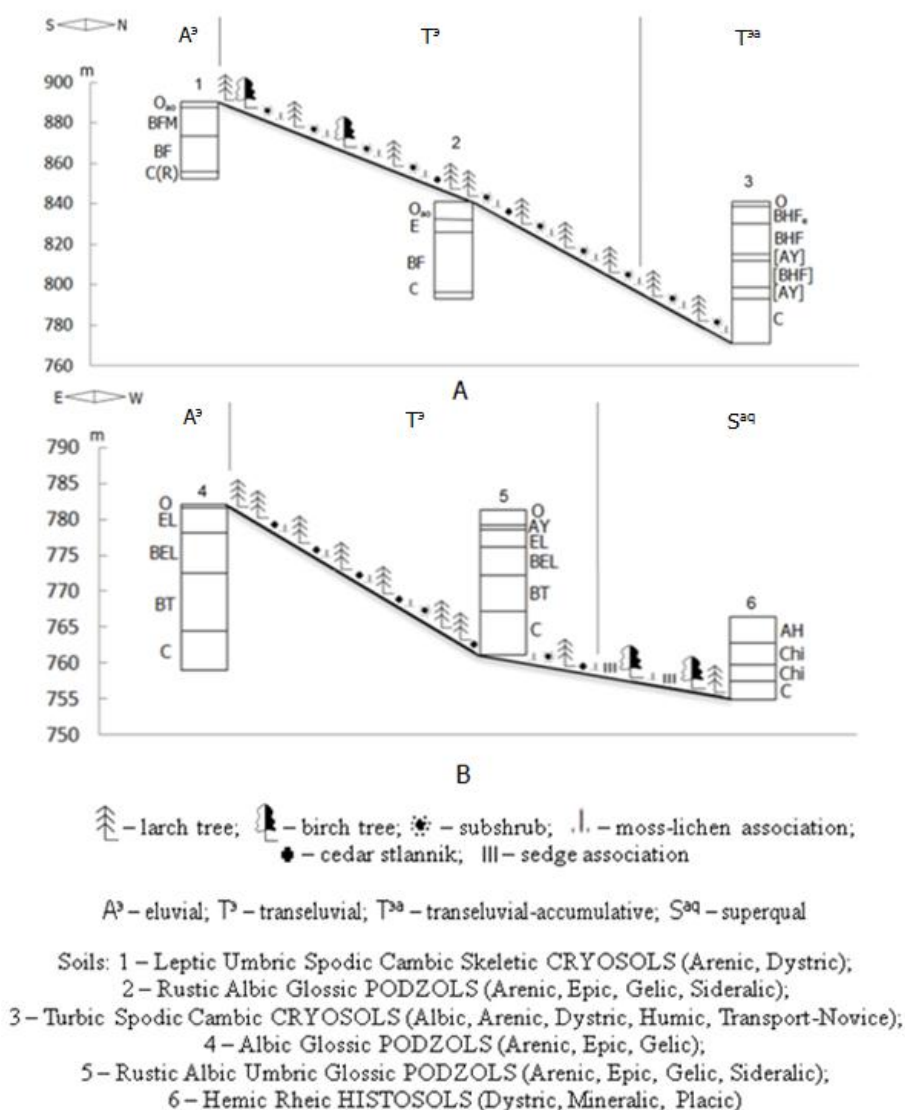 S N
A³ T³ T³ᵃ
m
900
880
860
840
820
800
780
760
1
Oₐₒ
BFM
BF
C(R)
2
Oₐₒ
E
BF
C
3
O
BHFₑ
BHF
[AY]
[BHF]
[AY]
C
A
E W
A³ T³ Sᵃq
m
790
785
780
775
770
765
760
755
750
4
O
EL
BEL
BT
C
5
O
AY
EL
BEL
BT
C
6
AH
Chi
Chi
C
B
– larch tree; – birch tree; – subshrub; – moss-lichen association;
– cedar stlannik; – sedge association
Aᵌ – eluvial; Tᵌ – transeluvial; Tᵌᵃ – transeluvial-accumulative; Sᵃq – superqual
Soils: 1 – Leptic Umbric Spodic Cambic Skeletic CRYOSOLS (Arenic, Dystric);
2 – Rustic Albic Glossic PODZOLS (Arenic, Epic, Gelic, Sideralic);
3 – Turbic Spodic Cambic CRYOSOLS (Albic, Arenic, Dystric, Humic, Transport-Novice);
4 – Albic Glossic PODZOLS (Arenic, Epic, Gelic);
5 – Rustic Albic Umbric Glossic PODZOLS (Arenic, Epic, Gelic, Sideralic);
6 – Hemic Rheic HISTOSOLS (Dystric, Mineralic, Placic)